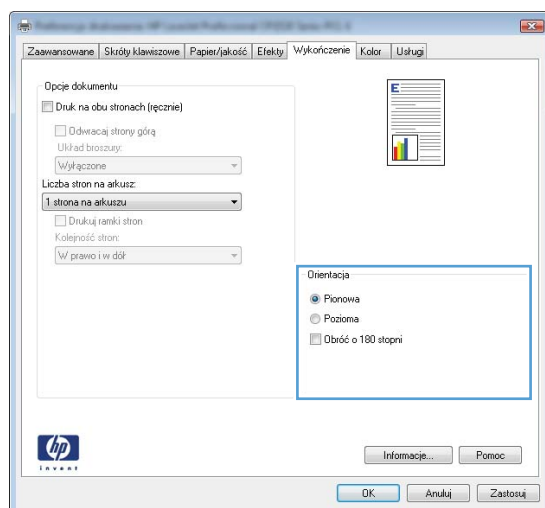 Zaawansowane Skróty klawiszowe Papier/jakość Efekty Wykończenie Kolor Usługi
Opcje dokumentu
Druk na obu stronach (ręcznie)
Odwracaj strony górą
Układ broszury:
Wyłączone
Liczba stron na arkusz:
1 strona na arkuszu
Drukuj ramki stron
Kolejność stron:
W prawo i w dół
E
Orientacja
Pionowa
Pozioma
Obróć o 180 stopni
hp
invent
Informacje... Pomoc
OK Anuluj Zastosuj